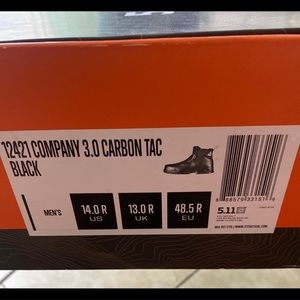 12421 COMPANY 3.0 CARBON TAC
BLACK
MEN'S
14.0 R
US
13.0 R
UK
48.5 R
EU
5.11